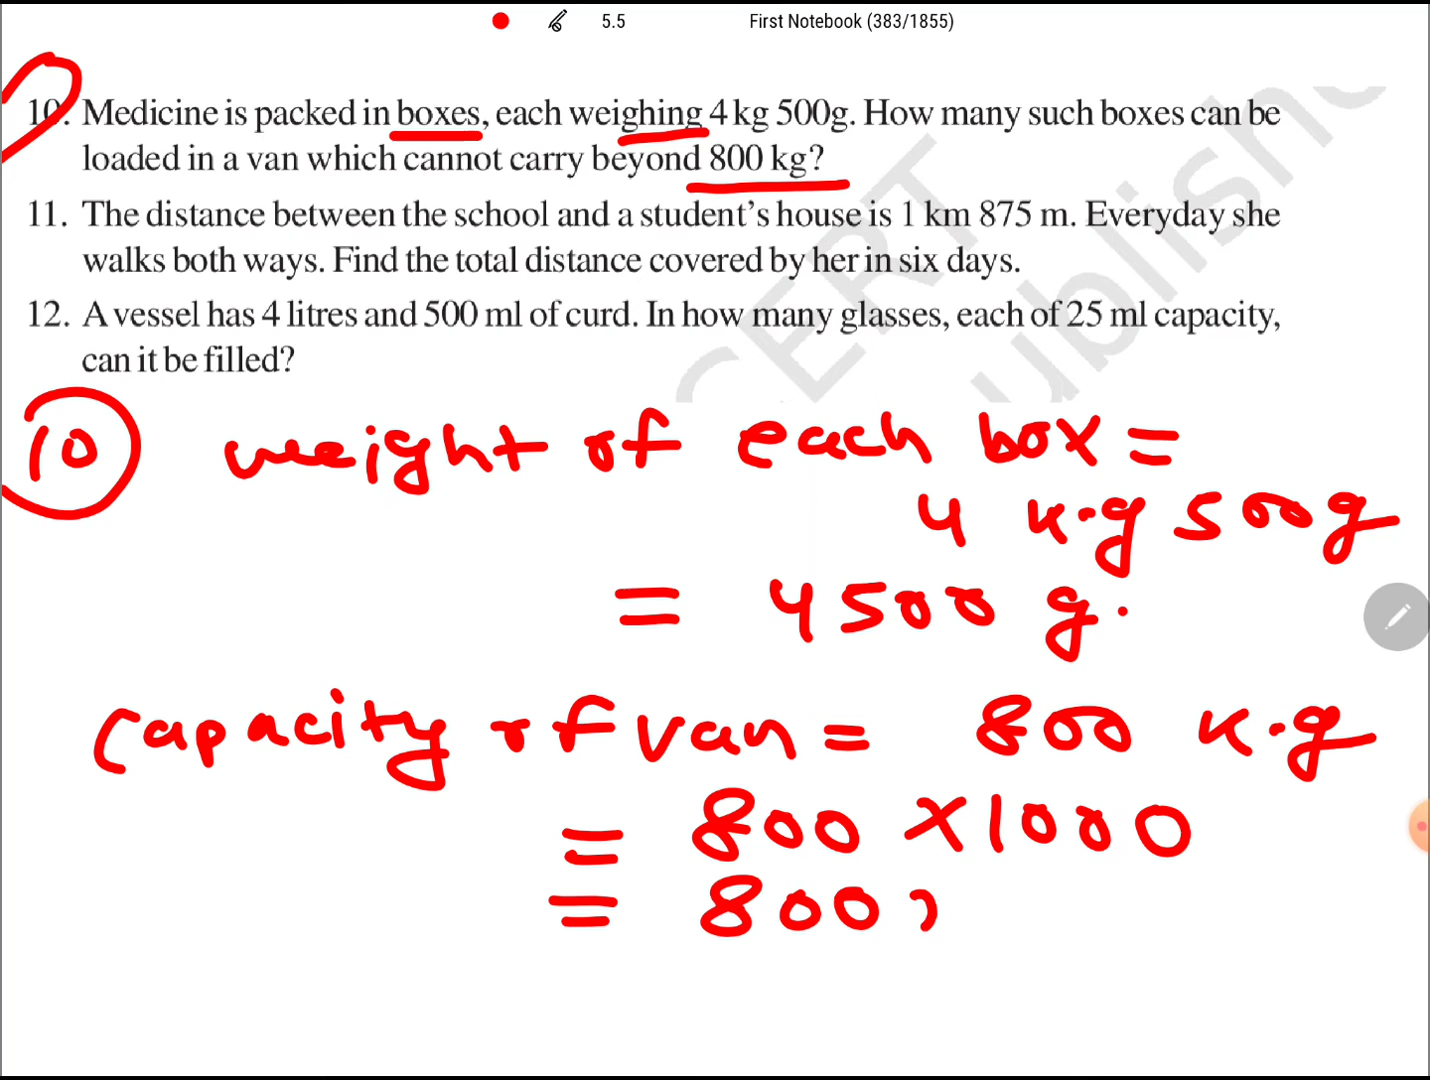 5.5 First Notebook (383/1855)
10. Medicine is packed in boxes, each weighing 4 kg 500g. How many such boxes can be
loaded in a van which cannot carry beyond 800 kg?
11. The distance between the school and a student’s house is 1 km 875 m. Everyday she
walks both ways. Find the total distance covered by her in six days.
12. A vessel has 4 litres and 500 ml of curd. In how many glasses, each of 25 ml capacity,
can it be filled?
10 weight of each box =
4 k.g 500g
= 4500 g.
Capacity of van = 800 k.g
= 800 × 1000
= 800